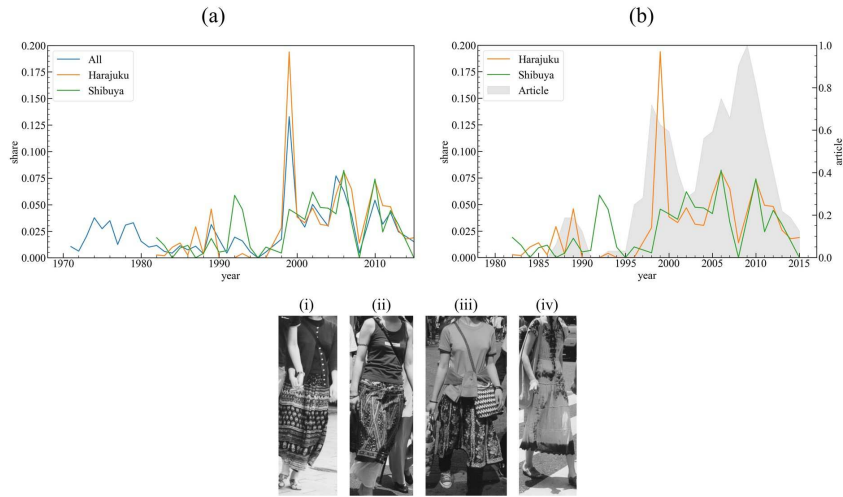 (a)
0.200
0.175
0.150
0.125
0.100
0.075
0.050
0.025
0.000
share
All
Harajuku
Shibuya
1970
1980
1990
2000
2010
year
(b)
0.200
0.175
0.150
0.125
0.100
0.075
0.050
0.025
0.000
share
Harajuku
Shibuya
Article
1.0
0.8
0.6
0.4
0.2
0.0
article
1980
1985
1990
1995
2000
2005
2010
2015
year
(i)
(ii)
(iii)
(iv)